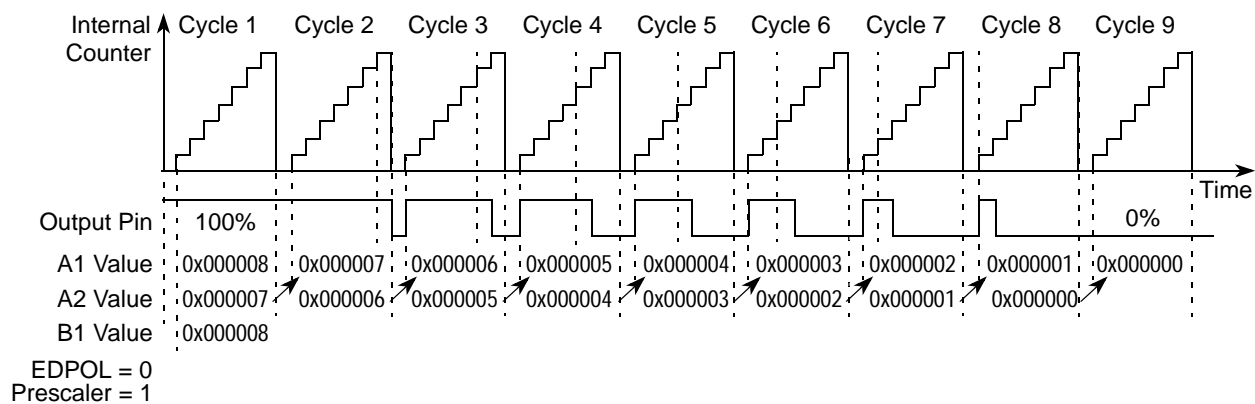 Internal Counter
Cycle 1 Cycle 2 Cycle 3 Cycle 4 Cycle 5 Cycle 6 Cycle 7 Cycle 8 Cycle 9
Time
Output Pin 100% 0%
A1 Value 0x000008 0x000007 0x000006 0x000005 0x000004 0x000003 0x000002 0x000001 0x000000
A2 Value 0x000007 0x000006 0x000005 0x000004 0x000003 0x000002 0x000001 0x000000
B1 Value 0x000008
EDPOL = 0
Prescaler = 1